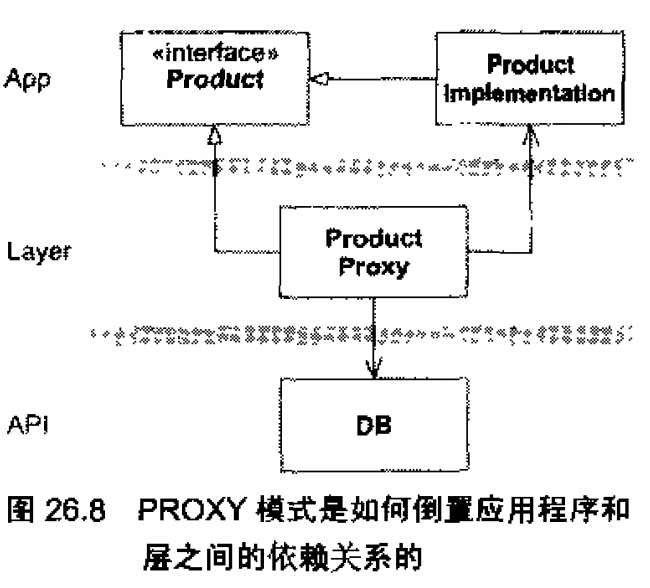 «interface»
App
Product
Product
Implementation
Layer
Product
Proxy
API
DB
图 26.8 PROXY 模式是如何倒置应用程序和
层之间的依赖关系的